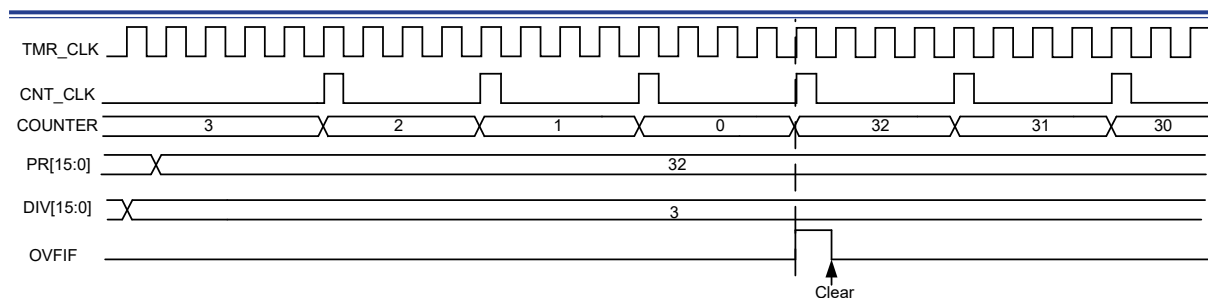 TMR_CLK
CNT_CLK
COUNTER 3 2 1 0 32 31 30
PR[15:0] 32
DIV[15:0] 3
OVFIF
Clear